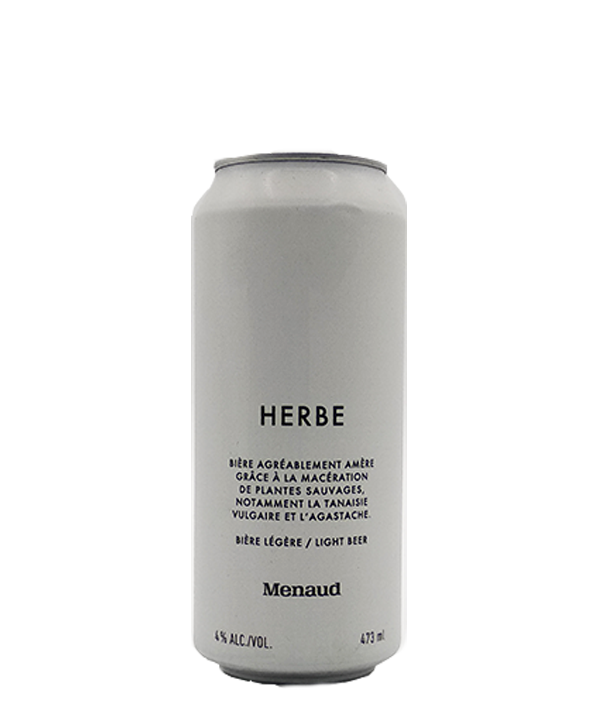 HERBE
BIÈRE AGRÉABLEMENT AMÈRE
GRÂCE À LA MACÉRATION
DE PLANTES SAUVAGES,
NOTAMMENT LA TANAISIE
VULGAIRE ET L'AGASTACHE.
BIÈRE LÉGÈRE / LIGHT BEER
Menaud
4% ALC./VOL. 473 ml